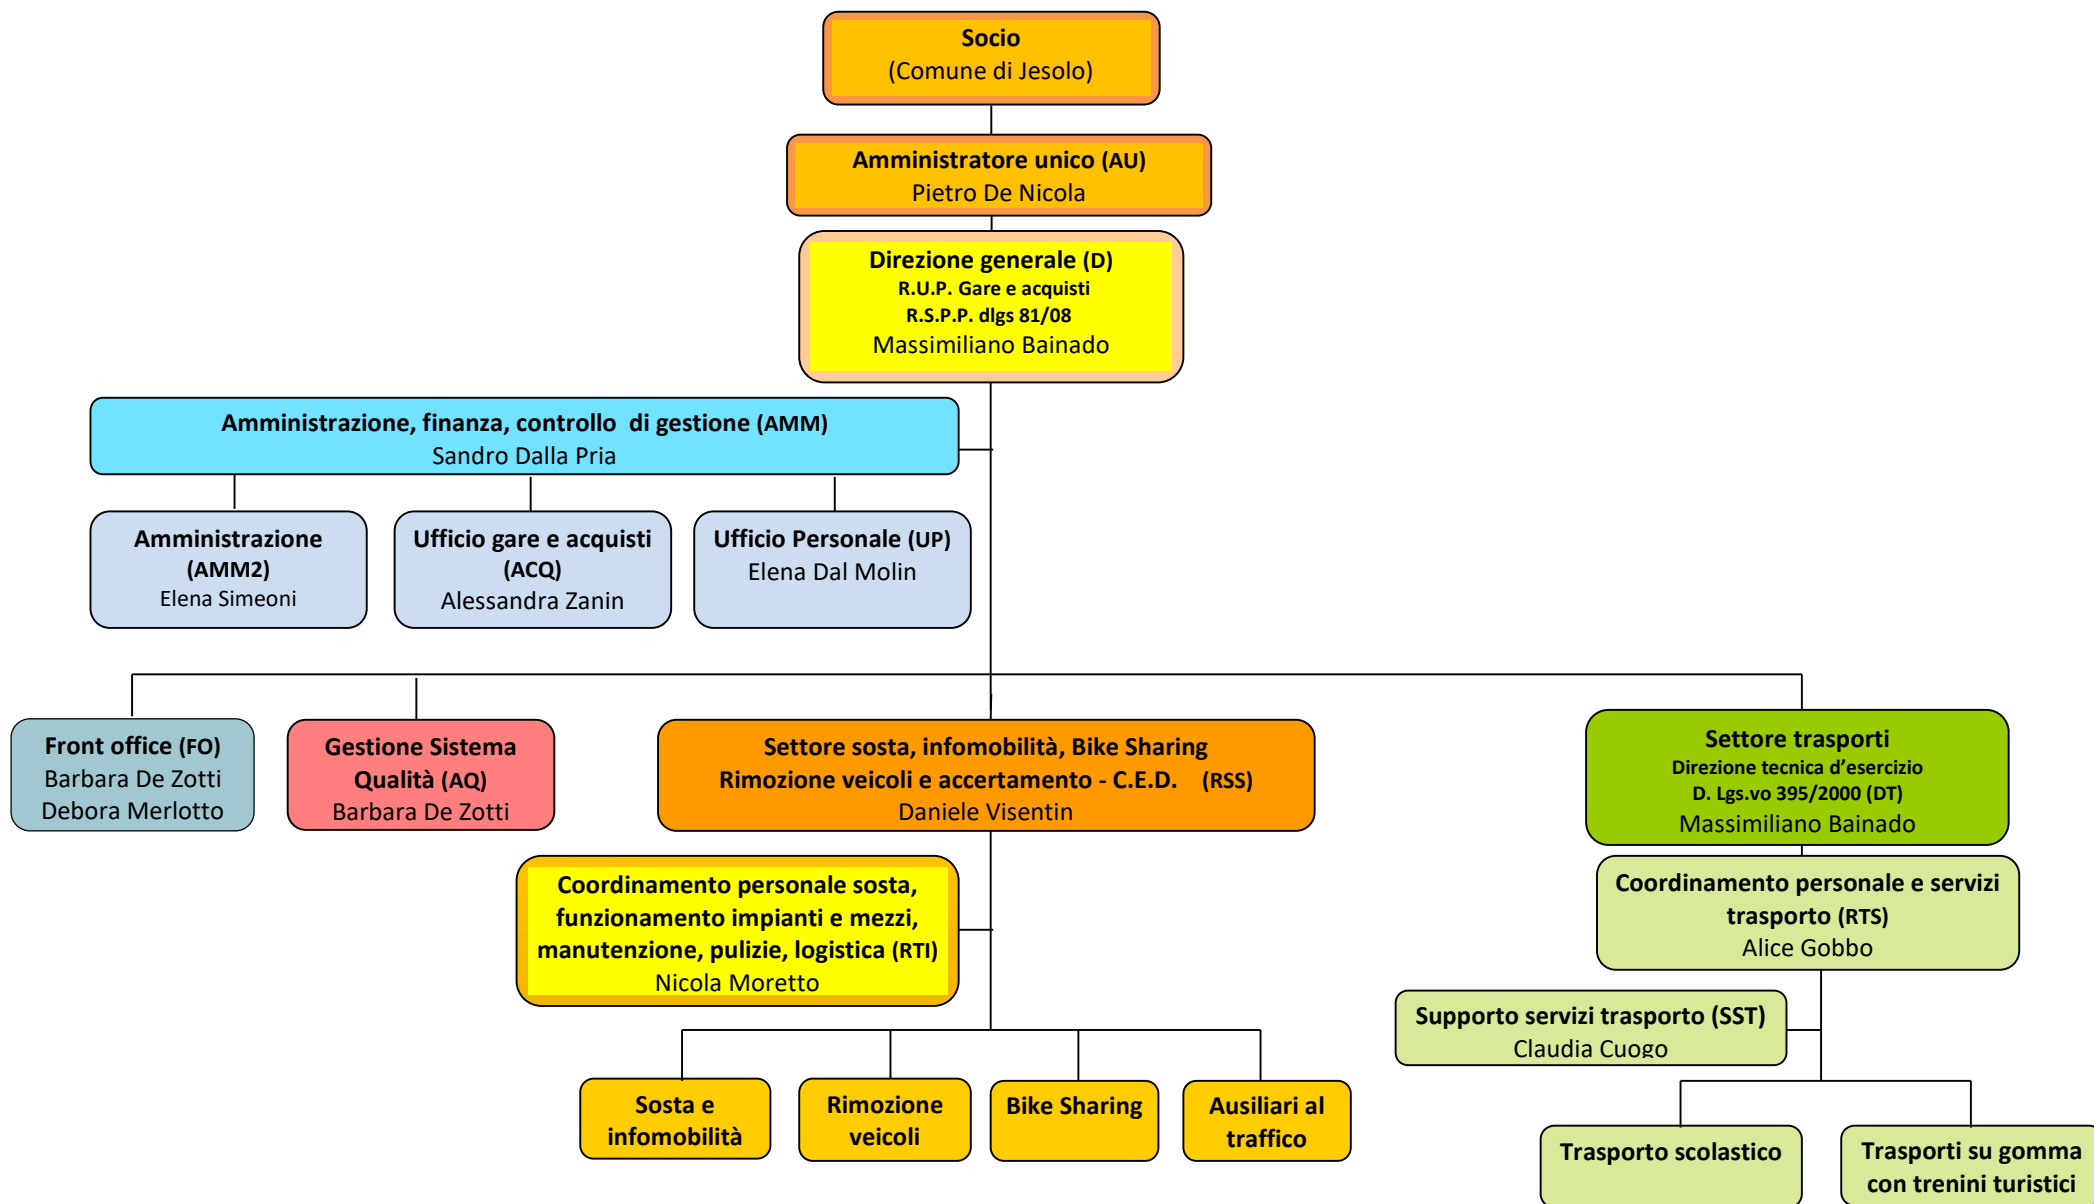 Socio
(Comune di Jesolo)
Amministratore unico (AU)
Pietro De Nicola
Direzione generale (D)
R.U.P. Gare e acquisti
R.S.P.P. dlgs 81/08
Massimiliano Bainado
Amministrazione, finanza, controllo  di gestione (AMM)
Sandro Dalla Pria
Amministrazione
(AMM2)
Elena Simeoni
Ufficio gare e acquisti
(ACQ)
Alessandra Zanin
Ufficio Personale (UP)
Elena Dal Molin
Front office (FO)
Barbara De Zotti
Debora Merlotto
Gestione Sistema
Qualità (AQ)
Barbara De Zotti
Settore sosta, infomobilità, Bike Sharing
Rimozione veicoli e accertamento - C.E.D.   (RSS)
Daniele Visentin
Settore trasporti
Direzione tecnica d’esercizio
D. Lgs.vo 395/2000 (DT)
Massimiliano Bainado
Coordinamento personale sosta,
funzionamento impianti e mezzi,
manutenzione, pulizie, logistica (RTI)
Nicola Moretto
Coordinamento personale e servizi
trasporto (RTS)
Alice Gobbo
Supporto servizi trasporto (SST)
Claudia Cuogo
Sosta e
infomobilità
Rimozione
veicoli
Bike Sharing
Ausiliari al
traffico
Trasporto scolastico
Trasporti su gomma
con trenini turistici